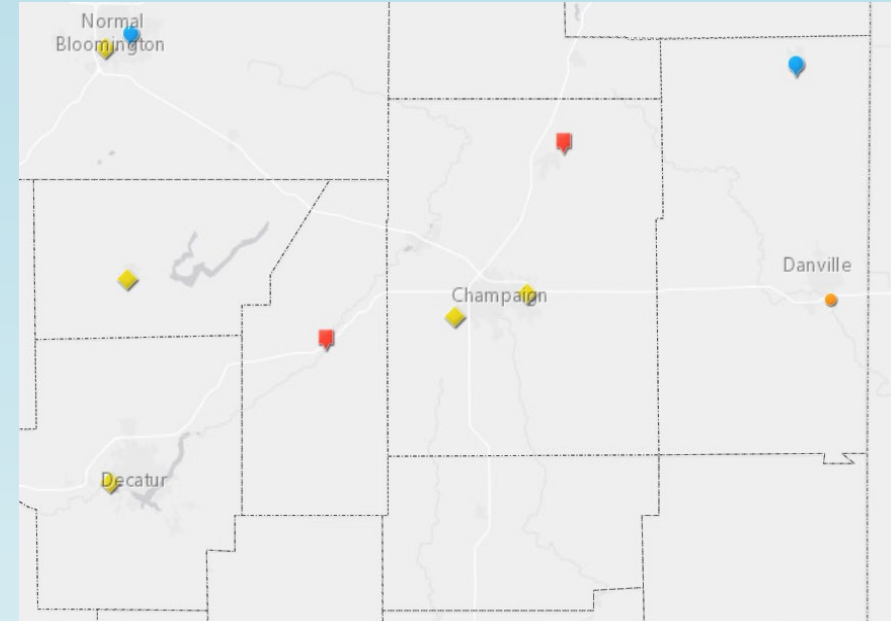 Normal
Bloomington
Danville
Champaign
Decatur